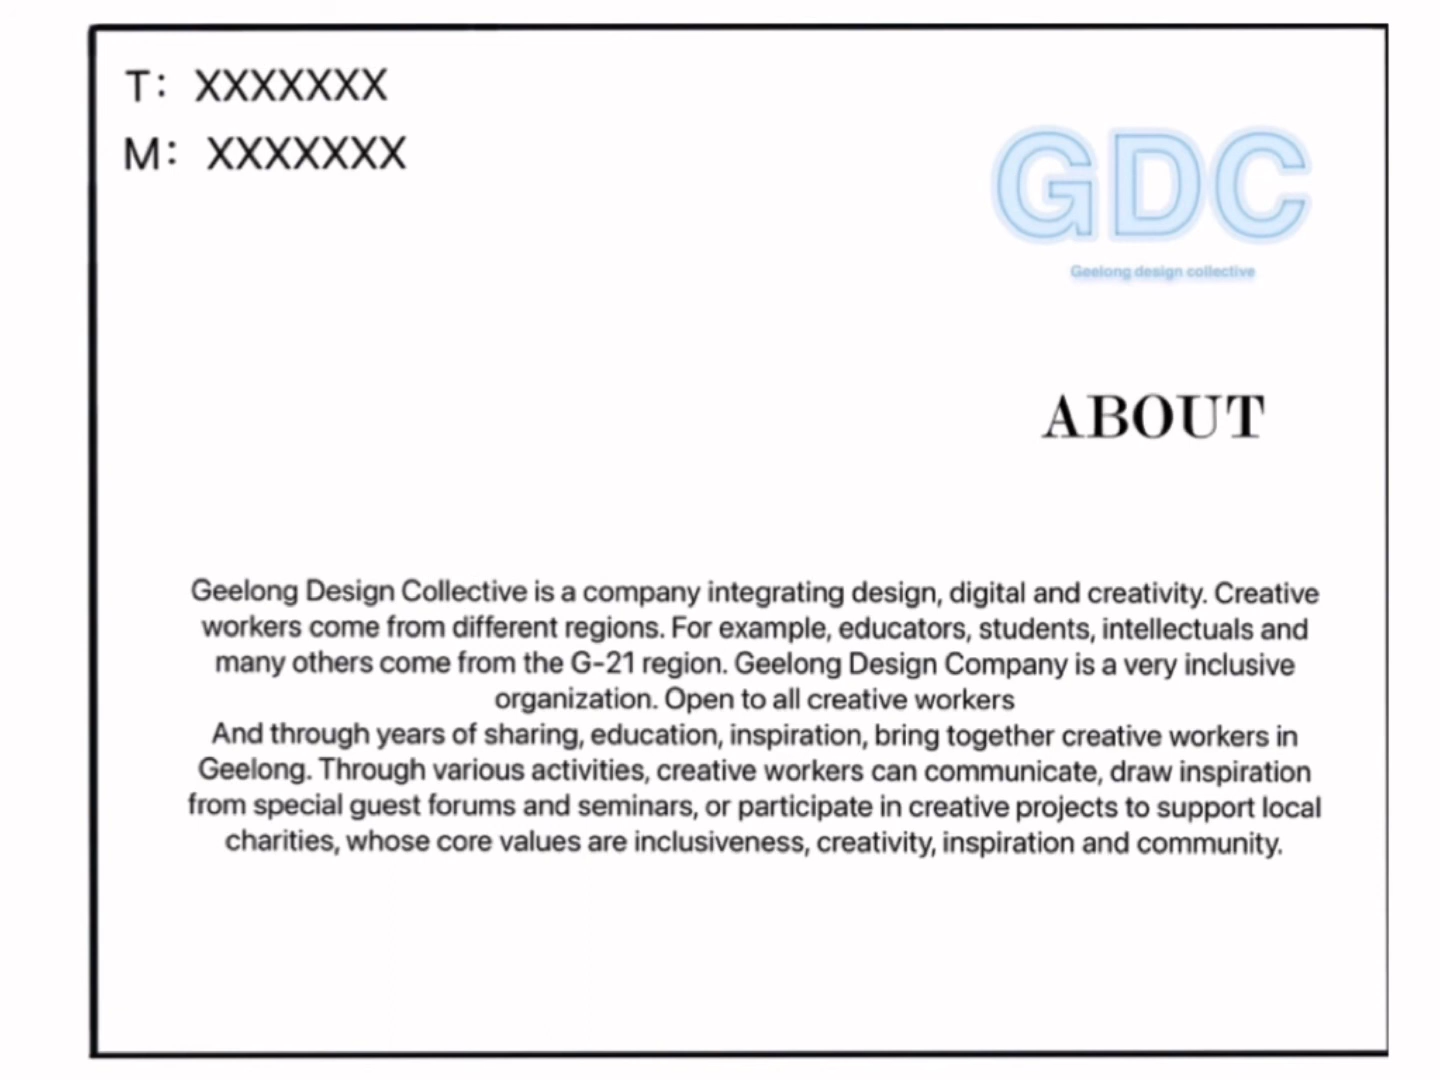 T: XXXXXXX
M: XXXXXXX
GDC
Geelong design collective
ABOUT
Geelong Design Collective is a company integrating design, digital and creativity. Creative
workers come from different regions. For example, educators, students, intellectuals and
many others come from the G-21 region. Geelong Design Company is a very inclusive
organization. Open to all creative workers
And through years of sharing, education, inspiration, bring together creative workers in
Geelong. Through various activities, creative workers can communicate, draw inspiration
from special guest forums and seminars, or participate in creative projects to support local
charities, whose core values are inclusiveness, creativity, inspiration and community.